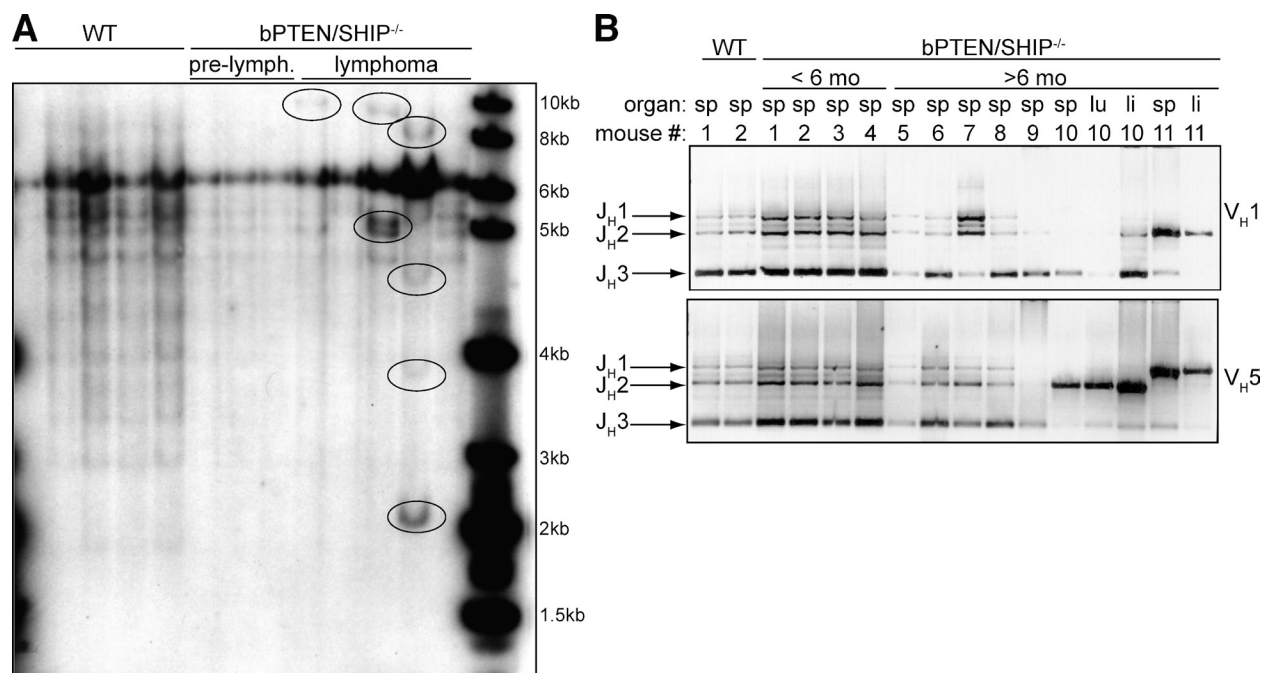 A
WT
bPTEN/SHIP-/-
pre-lymph.
lymphoma
10kb
8kb
6kb
5kb
4kb
3kb
2kb
1.5kb
B
WT
bPTEN/SHIP-/-
< 6 mo
>6 mo
organ: sp sp sp sp sp sp sp sp sp sp sp sp lu li sp li
mouse #: 1 2 1 2 3 4 5 6 7 8 9 10 10 10 11 11
JH1
JH2
JH3
VH1
JH1
JH2
JH3
VH5